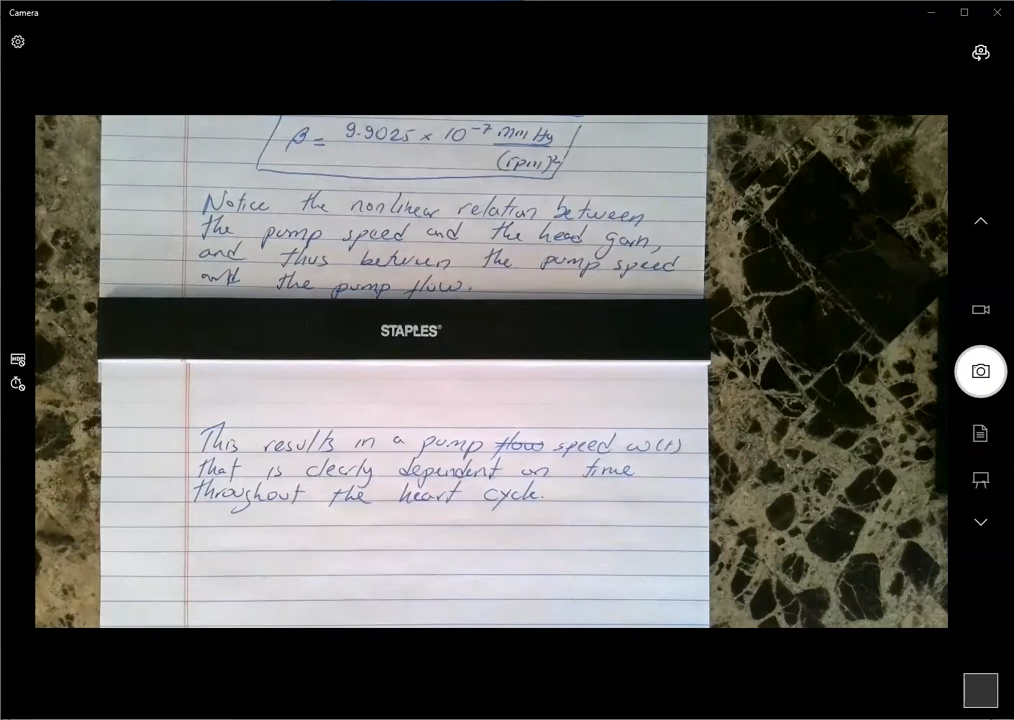 Camera
β = 9.9025 × 10⁻⁷ mmHg
(rpm)²
Notice the nonlinear relation between
the pump speed and the head gain,
and thus between the pump speed
and the pump flow.
STAPLES®
This results in a pump flow speed ω(t)
that is clearly dependent on time
throughout the heart cycle.